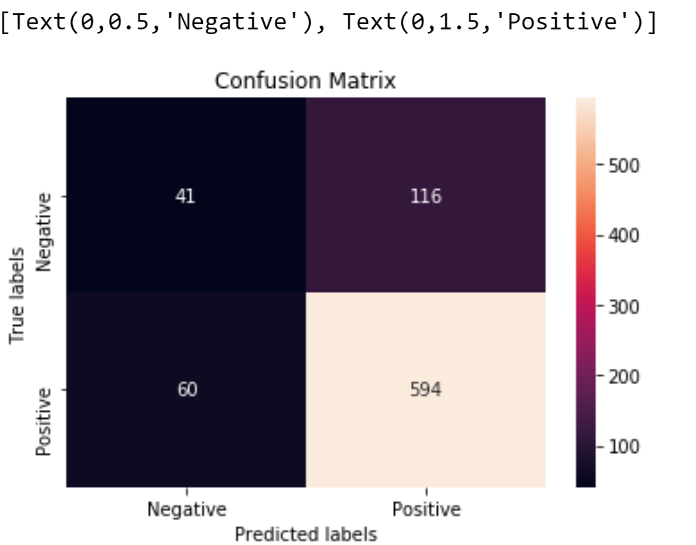 [Text(0,0.5,'Negative'), Text(0,1.5,'Positive')]
Confusion Matrix
True labels
Negative
41
116
Positive
60
594
Negative
Positive
Predicted labels
500
400
300
200
100